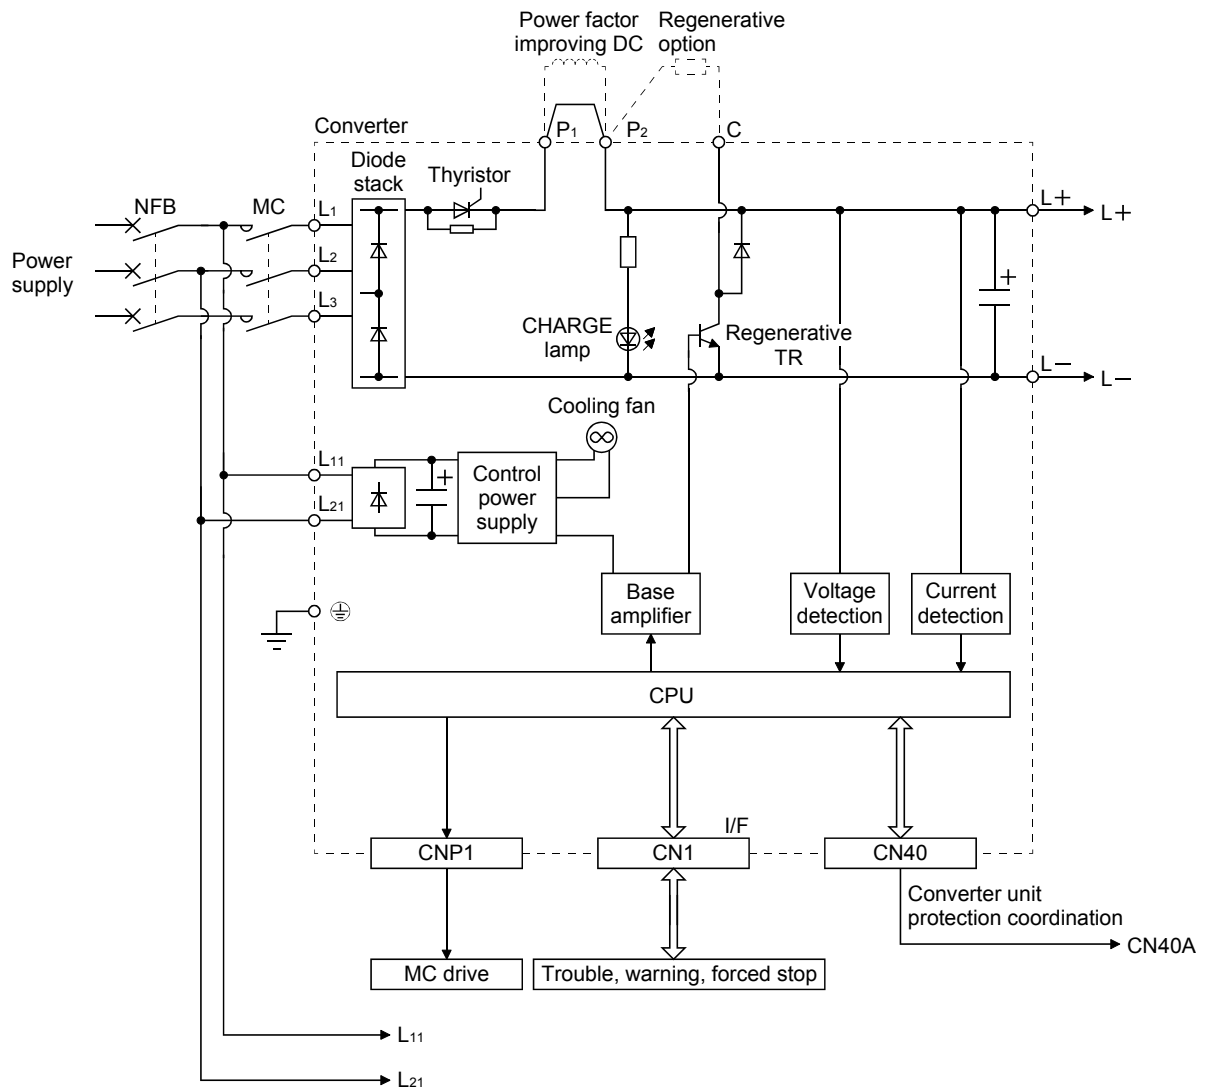 Power factor
improving DC
Regenerative
option
Converter
P1
P2
C
Diode
stack
Thyristor
NFB
MC
L1
L2
L3
Power
supply
L+
L+
CHARGE
lamp
Regenerative
TR
L−
L−
Cooling fan
L11
L21
Control
power
supply
Base
amplifier
Voltage
detection
Current
detection
CPU
I/F
CNP1
CN1
CN40
Converter unit
protection coordination
CN40A
MC drive
Trouble, warning, forced stop
L11
L21